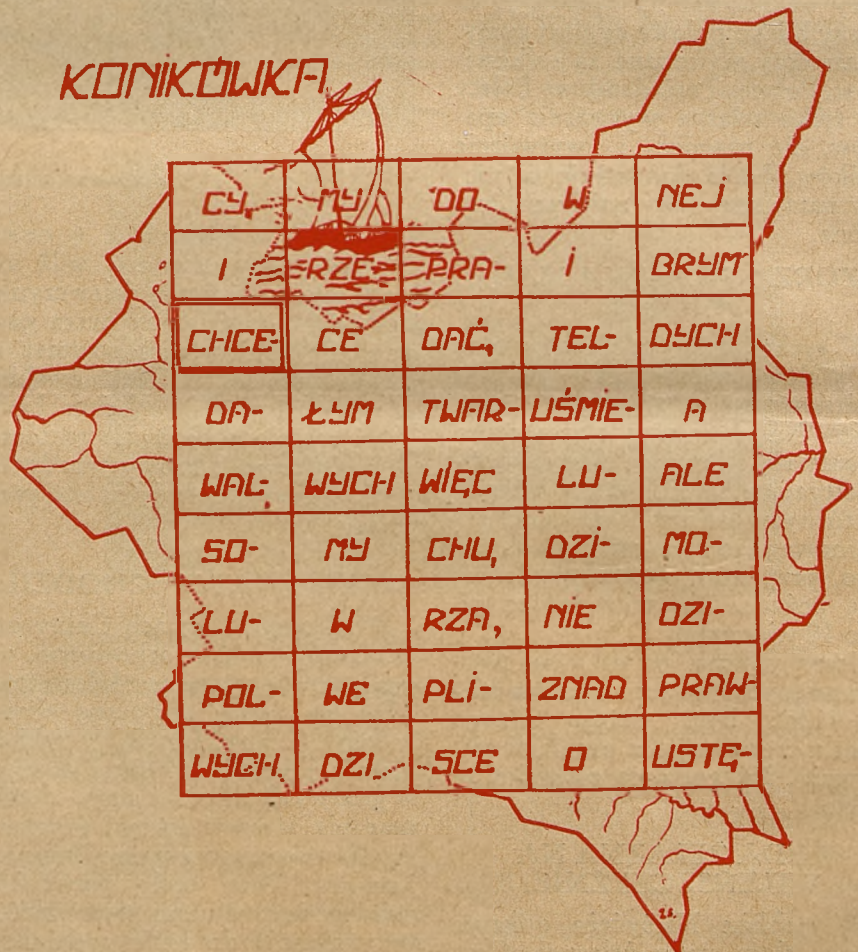 KONIKÓWKA
CY MY DO W NEJ
I RZE PRA- I BRYM
CHCE- CE DAĆ, TEL- DYCH
DA- ŁYM TWAR- UŚMIE- A
WAL- WYCH WIĘC LU- ALE
SO- MY CHU, DZI- MO-
LU- W RZA, NIE DZI-
POL- WE PLI- ZNAD PRAW-
WYCH DZI SCE O USTĘ-